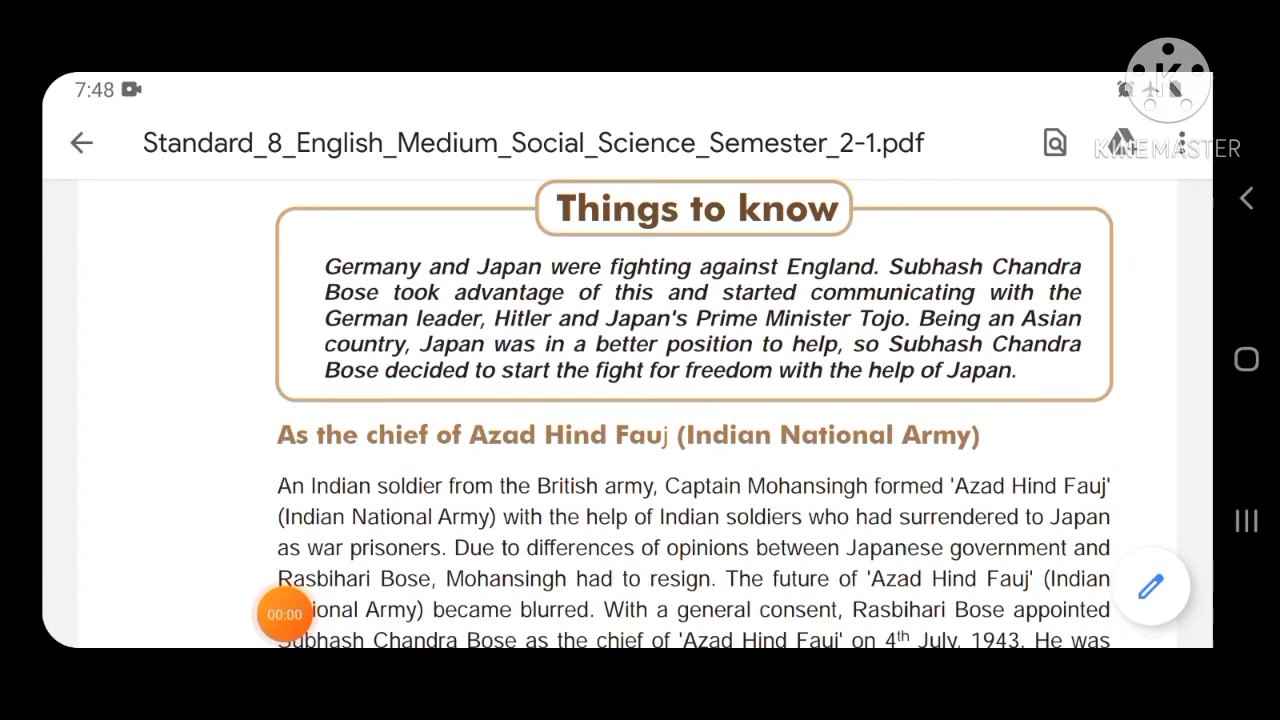 7:48
K
KINEMASTER
Standard_8_English_Medium_Social_Science_Semester_2-1.pdf
Things to know
Germany and Japan were fighting against England. Subhash Chandra
Bose took advantage of this and started communicating with the
German leader, Hitler and Japan's Prime Minister Tojo. Being an Asian
country, Japan was in a better position to help, so Subhash Chandra
Bose decided to start the fight for freedom with the help of Japan.
As the chief of Azad Hind Fauj (Indian National Army)
An Indian soldier from the British army, Captain Mohansingh formed 'Azad Hind Fauj'
(Indian National Army) with the help of Indian soldiers who had surrendered to Japan
as war prisoners. Due to differences of opinions between Japanese government and
Rasbihari Bose, Mohansingh had to resign. The future of 'Azad Hind Fauj' (Indian
ional Army) became blurred. With a general consent, Rasbihari Bose appointed
00:00
Subhash Chandra Bose as the chief of 'Azad Hind Fauj' on 4th July, 1943. He was